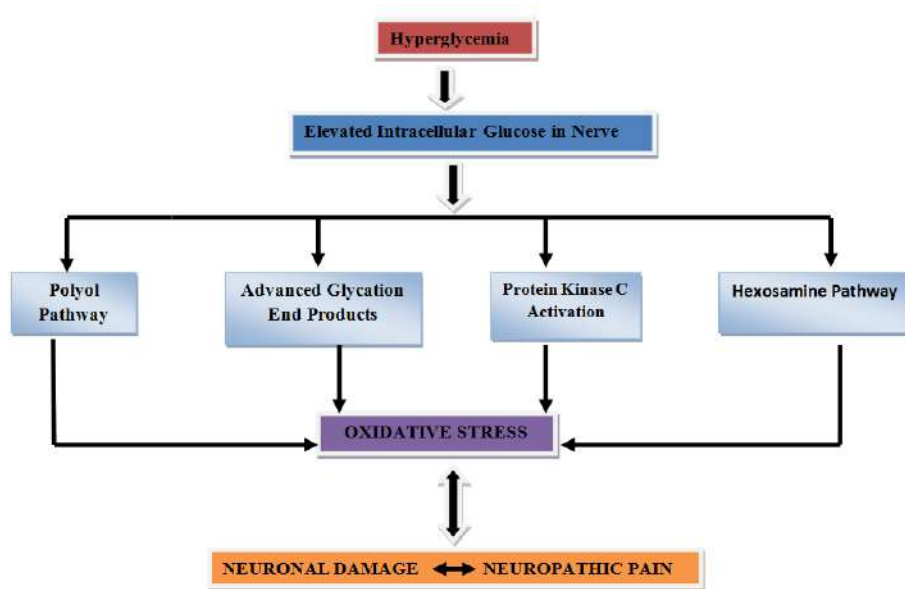 Hyperglycemia
Elevated Intracellular Glucose in Nerve
Polyol
Pathway
Advanced Glycation
End Products
Protein Kinase C
Activation
Hexosamine Pathway
OXIDATIVE STRESS
NEURONAL DAMAGE NEUROPATHIC PAIN